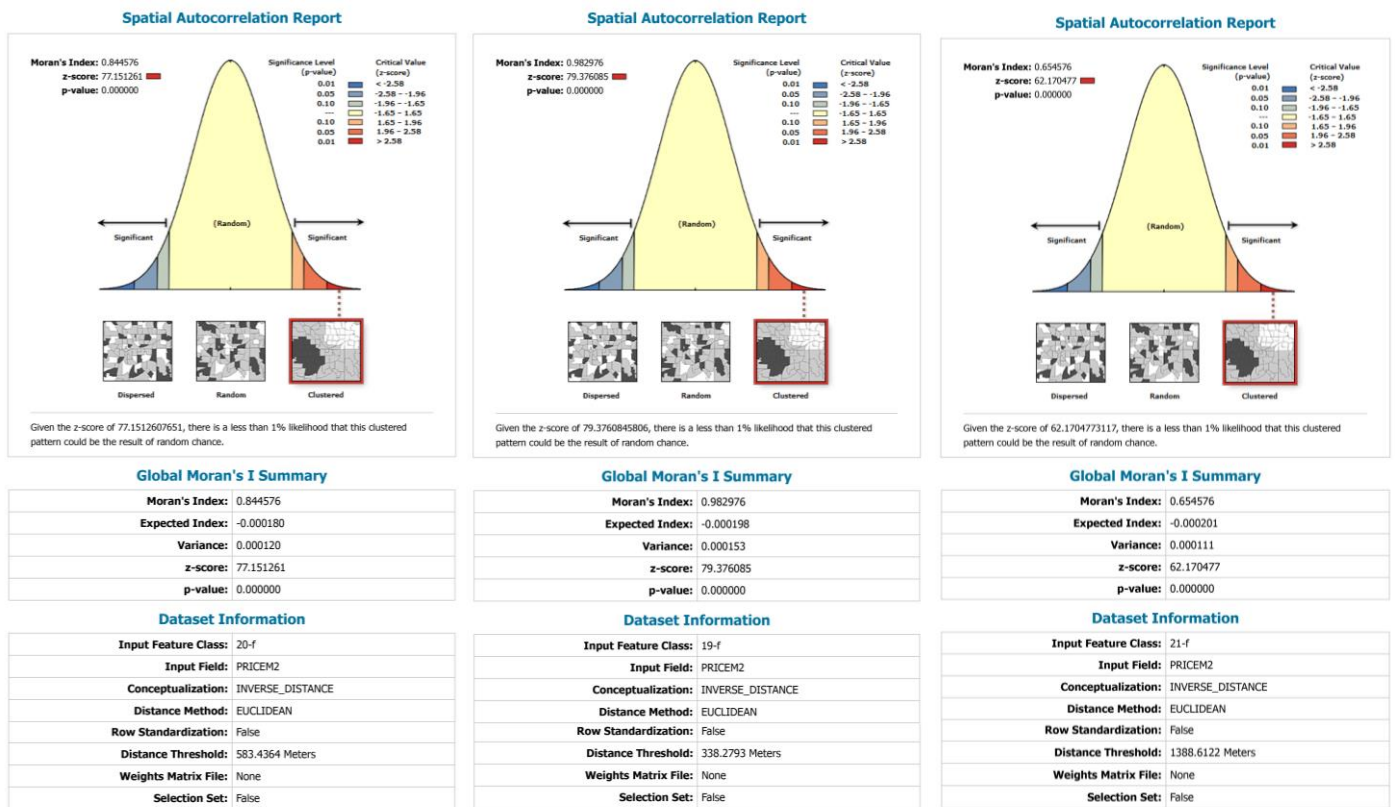 Spatial Autocorrelation Report
Moran's Index: 0.844576
z-score: 77.151261
p-value: 0.000000
Significance Level (p-value)
Critical Value (z-score)
0.01 < -2.58
0.05 -2.58 - -1.96
0.10 -1.96 - -1.65
--- -1.65 - 1.65
0.10 1.65 - 1.96
0.05 1.96 - 2.58
0.01 > 2.58
(Random)
Significant
Significant
Dispersed
Random
Clustered
Given the z-score of 77.1512607651, there is a less than 1% likelihood that this clustered
pattern could be the result of random chance.
Global Moran's I Summary
Moran's Index: 0.844576
Expected Index: -0.000180
Variance: 0.000120
z-score: 77.151261
p-value: 0.000000
Dataset Information
Input Feature Class: 20-f
Input Field: PRICEM2
Conceptualization: INVERSE_DISTANCE
Distance Method: EUCLIDEAN
Row Standardization: False
Distance Threshold: 583.4364 Meters
Weights Matrix File: None
Selection Set: False
Spatial Autocorrelation Report
Moran's Index: 0.982976
z-score: 79.376085
p-value: 0.000000
Significance Level (p-value)
Critical Value (z-score)
0.01 < -2.58
0.05 -2.58 - -1.96
0.10 -1.96 - -1.65
--- -1.65 - 1.65
0.10 1.65 - 1.96
0.05 1.96 - 2.58
0.01 > 2.58
(Random)
Significant
Significant
Dispersed
Random
Clustered
Given the z-score of 79.3760845806, there is a less than 1% likelihood that this clustered
pattern could be the result of random chance.
Global Moran's I Summary
Moran's Index: 0.982976
Expected Index: -0.000198
Variance: 0.000153
z-score: 79.376085
p-value: 0.000000
Dataset Information
Input Feature Class: 19-f
Input Field: PRICEM2
Conceptualization: INVERSE_DISTANCE
Distance Method: EUCLIDEAN
Row Standardization: False
Distance Threshold: 338.2793 Meters
Weights Matrix File: None
Selection Set: False
Spatial Autocorrelation Report
Moran's Index: 0.654576
z-score: 62.170477
p-value: 0.000000
Significance Level (p-value)
Critical Value (z-score)
0.01 < -2.58
0.05 -2.58 - -1.96
0.10 -1.96 - -1.65
--- -1.65 - 1.65
0.10 1.65 - 1.96
0.05 1.96 - 2.58
0.01 > 2.58
(Random)
Significant
Significant
Dispersed
Random
Clustered
Given the z-score of 62.1704773117, there is a less than 1% likelihood that this clustered
pattern could be the result of random chance.
Global Moran's I Summary
Moran's Index: 0.654576
Expected Index: -0.000201
Variance: 0.000111
z-score: 62.170477
p-value: 0.000000
Dataset Information
Input Feature Class: 21-f
Input Field: PRICEM2
Conceptualization: INVERSE_DISTANCE
Distance Method: EUCLIDEAN
Row Standardization: False
Distance Threshold: 1388.6122 Meters
Weights Matrix File: None
Selection Set: False